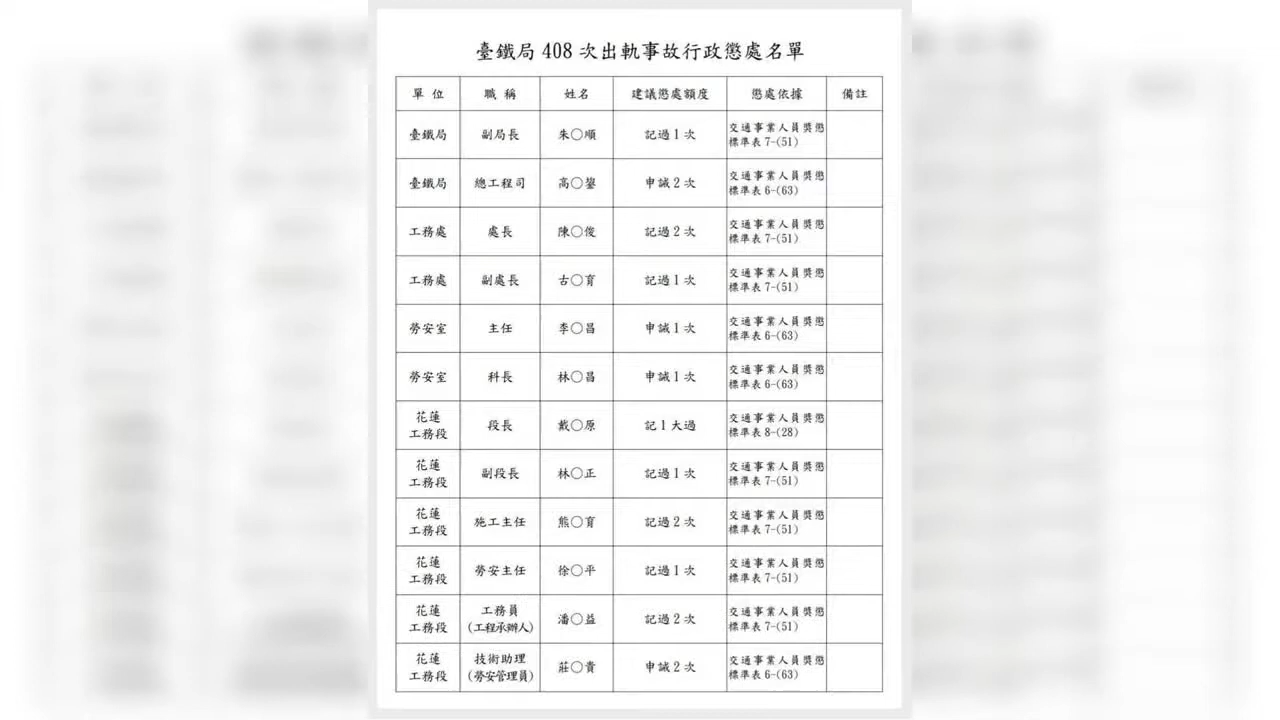 臺鐵局 408 次出軌事故行政懲處名單
單位 職稱 姓名 建議懲處額度 懲處依據 備註
臺鐵局 副局長 朱〇順 記過 1 次 交通事業人員獎懲
標準表 7-(51)
臺鐵局 總工程司 高〇鋆 申誡 2 次 交通事業人員獎懲
標準表 6-(63)
工務處 處長 陳〇俊 記過 2 次 交通事業人員獎懲
標準表 7-(51)
工務處 副處長 古〇育 記過 1 次 交通事業人員獎懲
標準表 7-(51)
勞安室 主任 李〇昌 申誡 1 次 交通事業人員獎懲
標準表 6-(63)
勞安室 科長 林〇昌 申誡 1 次 交通事業人員獎懲
標準表 6-(63)
花蓮
工務段 段長 戴〇原 記 1 大過 交通事業人員獎懲
標準表 8-(28)
花蓮
工務段 副段長 林〇正 記過 1 次 交通事業人員獎懲
標準表 7-(51)
花蓮
工務段 施工主任 熊〇育 記過 2 次 交通事業人員獎懲
標準表 7-(51)
花蓮
工務段 勞安主任 徐〇平 記過 1 次 交通事業人員獎懲
標準表 7-(51)
花蓮
工務段 工務員
(工程承辦人) 潘〇益 記過 2 次 交通事業人員獎懲
標準表 7-(51)
花蓮
工務段 技術助理
(勞安管理員) 莊〇貴 申誡 2 次 交通事業人員獎懲
標準表 6-(63)